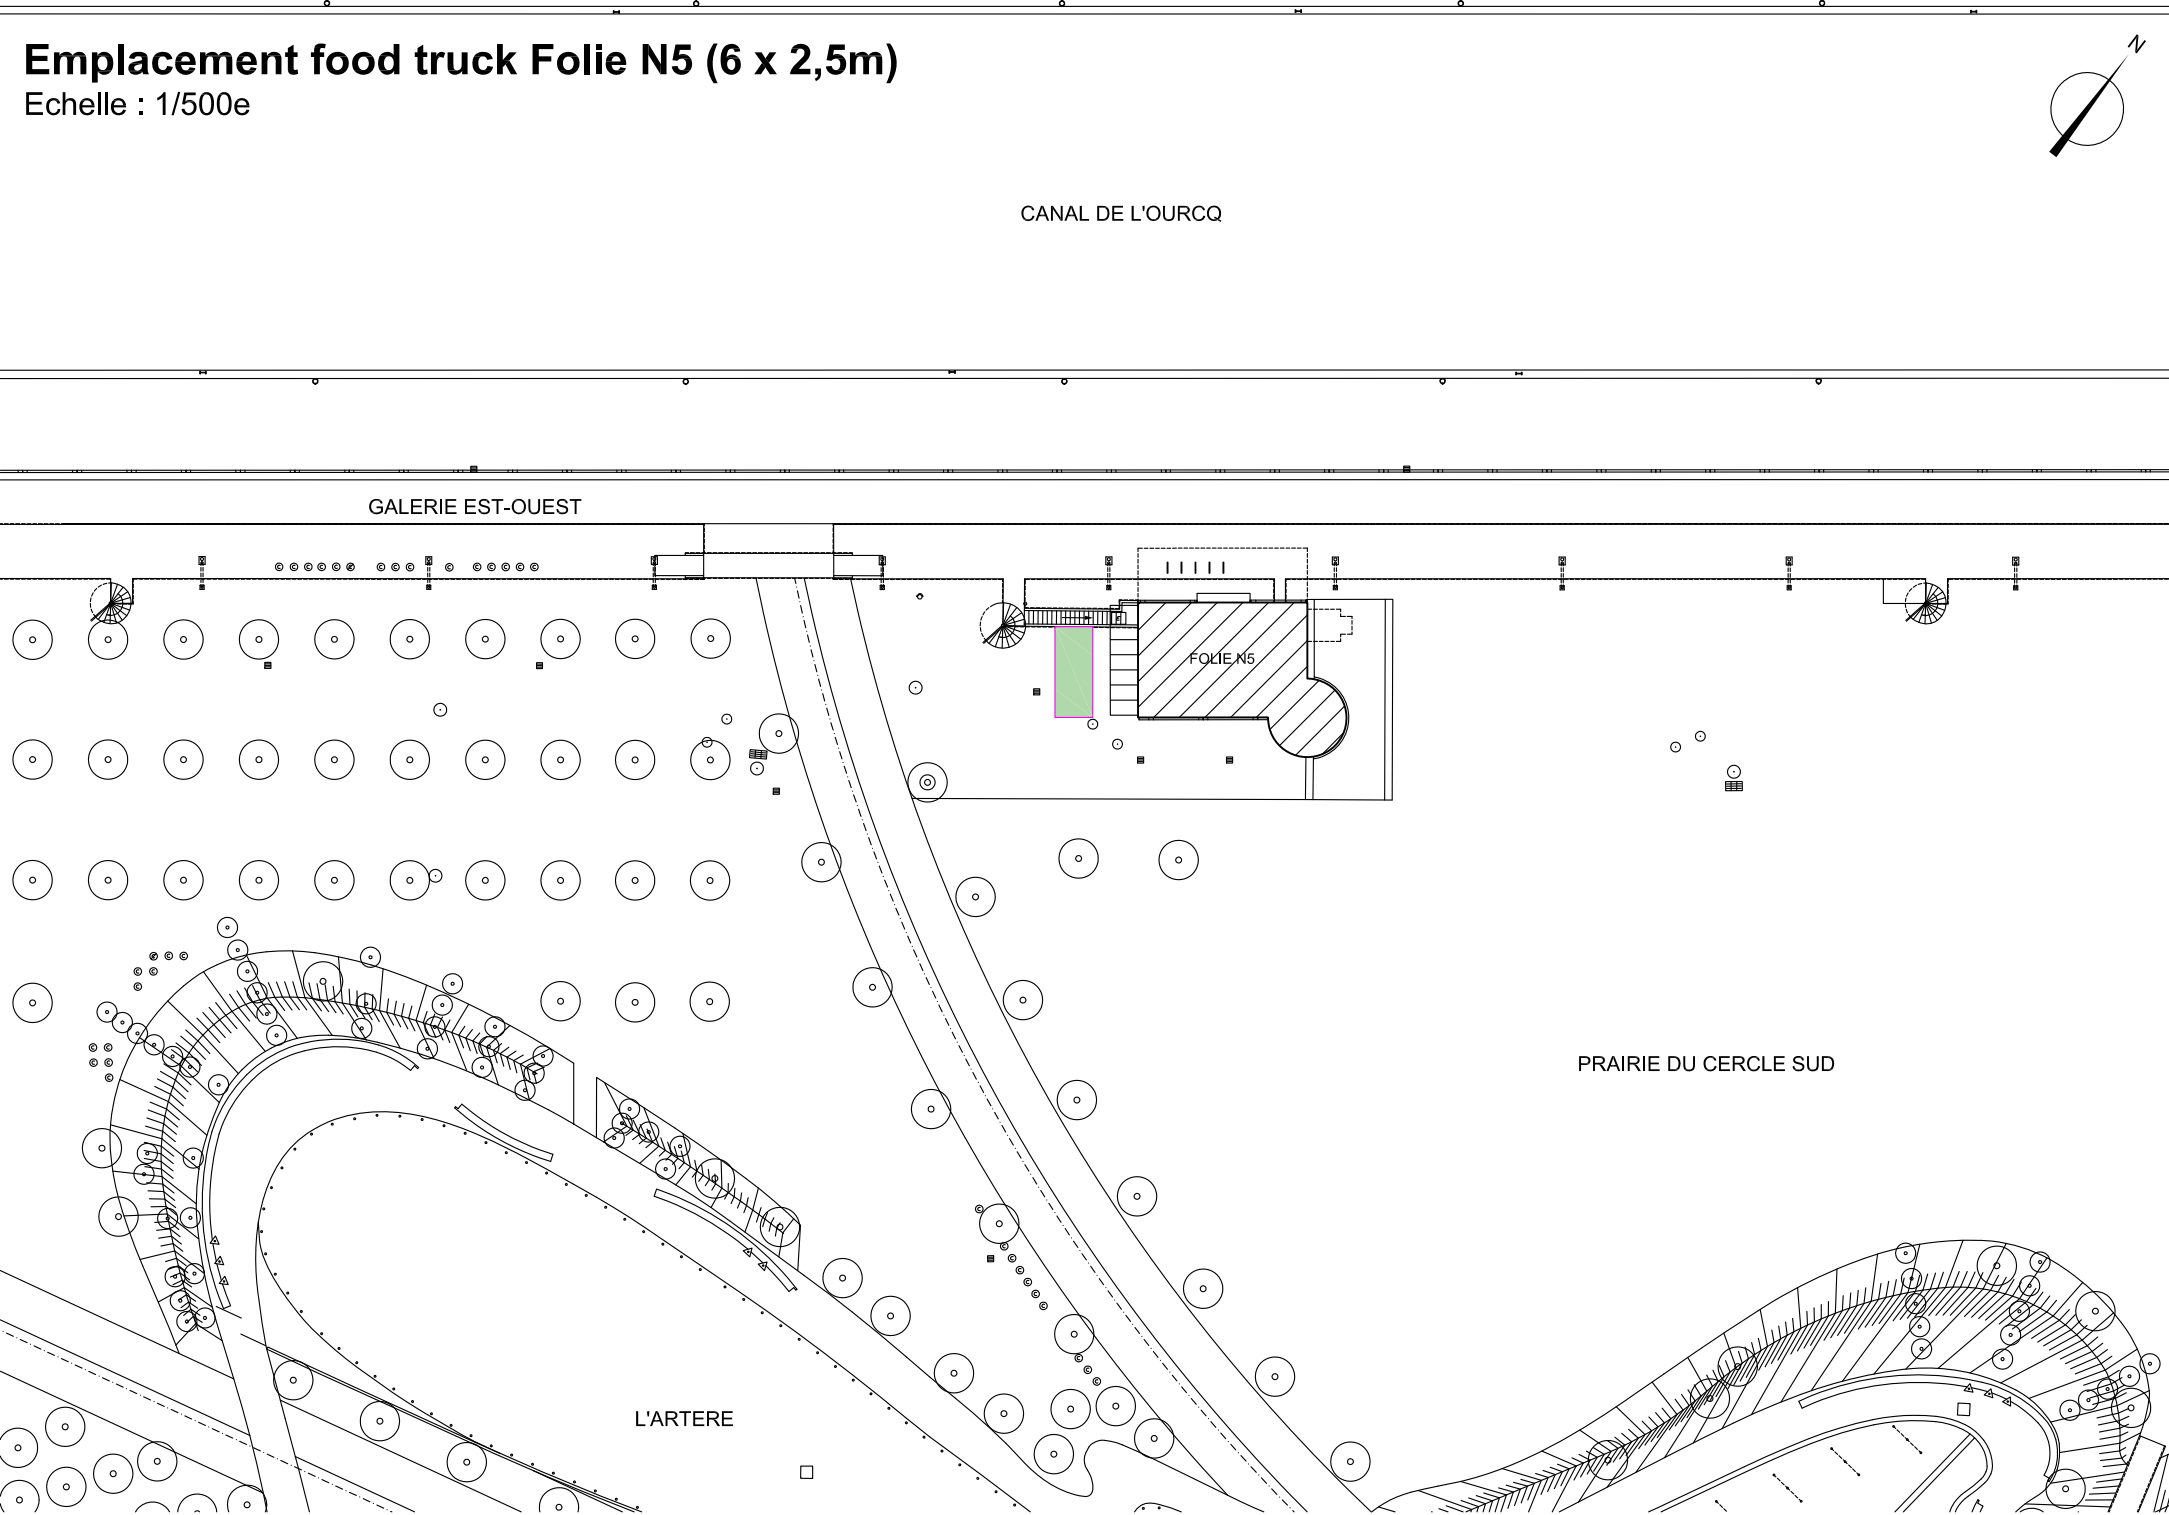 Emplacement food truck Folie N5 (6 x 2,5m)
Echelle : 1/500e
N
CANAL DE L'OURCQ
GALERIE EST-OUEST
FOLIE N5
PRAIRIE DU CERCLE SUD
L'ARTERE